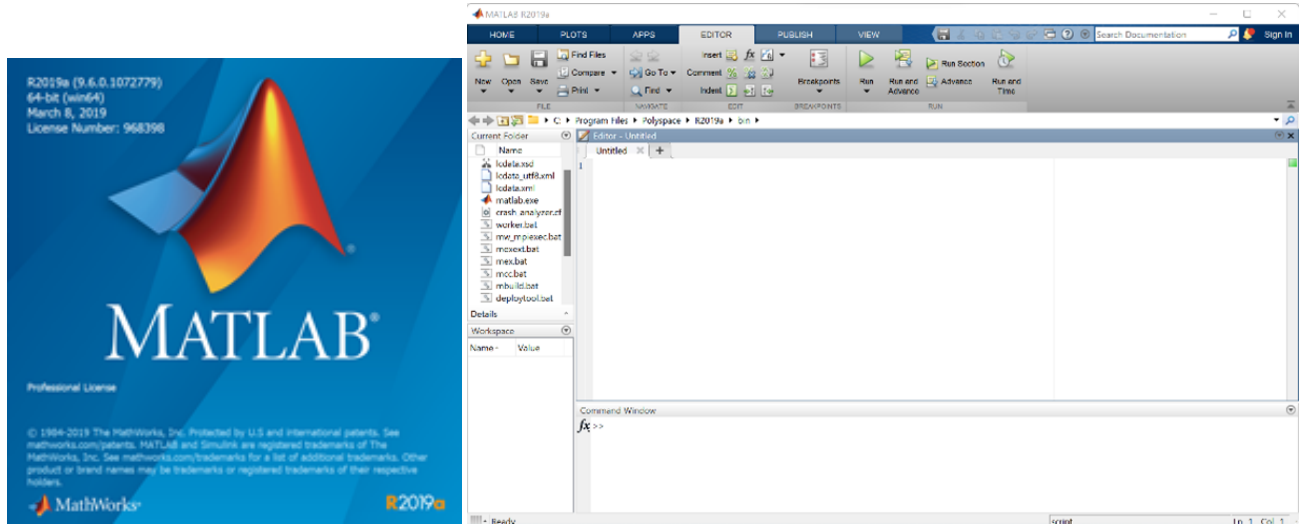 R2019a (9.6.0.1072779)
64-bit (win64)
March 8, 2019
License Number: 968398
MATLAB®
Professional License
© 1984-2019 The MathWorks, Inc. Protected by U.S and international patents. See
mathworks.com/patents. MATLAB and Simulink are registered trademarks of The
MathWorks, Inc. See mathworks.com/trademarks for a list of additional trademarks. Other
product or brand names may be trademarks or registered trademarks of their respective
holders.
MathWorks®
R2019a
MATLAB R2019a
HOME PLOTS APPS EDITOR PUBLISH VIEW Search Documentation Sign In
New Open Save
Find Files
Compare
Print
Go To
Find
Insert fx
Comment %
Indent
Breakpoints
Run
Run and
Advance
Run Section
Advance
Run and
Time
FILE NAVIGATE EDIT BREAKPOINTS RUN
C: Program Files Polyspace R2019a bin
Current Folder
Name
lcdata.xsd
lcdata_utf8.xml
lcdata.xml
matlab.exe
crash_analyzer.cf
worker.bat
mw_mpiexec.bat
mexext.bat
mex.bat
mcc.bat
mbuild.bat
deploytool.bat
Details
Workspace
Name Value
Editor - Untitled
Untitled +
1
Command Window
fx >>
Ready script Ln 1 Col 1